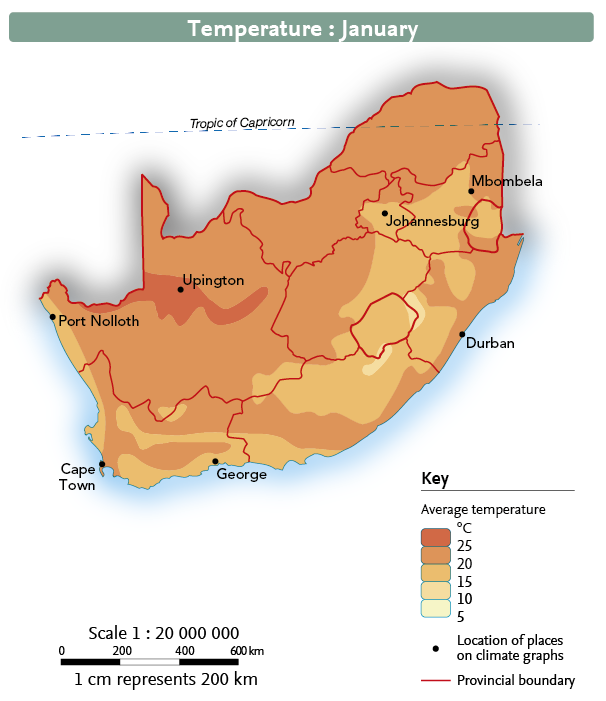 Temperature : January
Tropic of Capricorn
Mbombela
Johannesburg
Upington
Port Nolloth
Durban
Cape
Town
George
Key
Average temperature
°C
25
20
15
10
5
Location of places
on climate graphs
Provincial boundary
Scale 1 : 20 000 000
0 200 400 600 km
1 cm represents 200 km